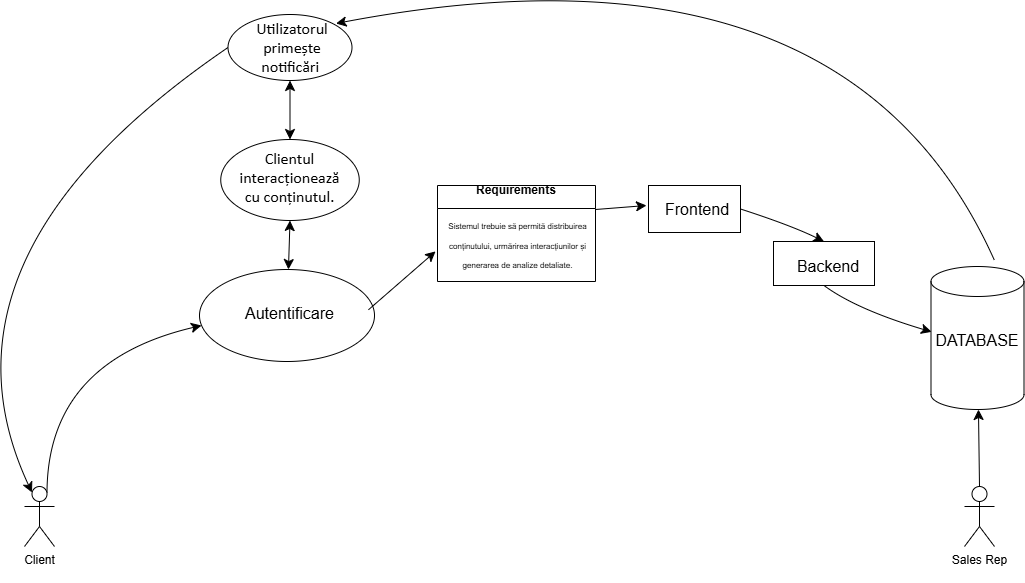 Utilizatorul
primește
notificări
Clientul
interacționează
cu conținutul.
Requirements
Sistemul trebuie să permită distribuirea
conținutului, urmărirea interacțiunilor și
generarea de analize detaliate.
Frontend
Backend
Autentificare
DATABASE
Client
Sales Rep